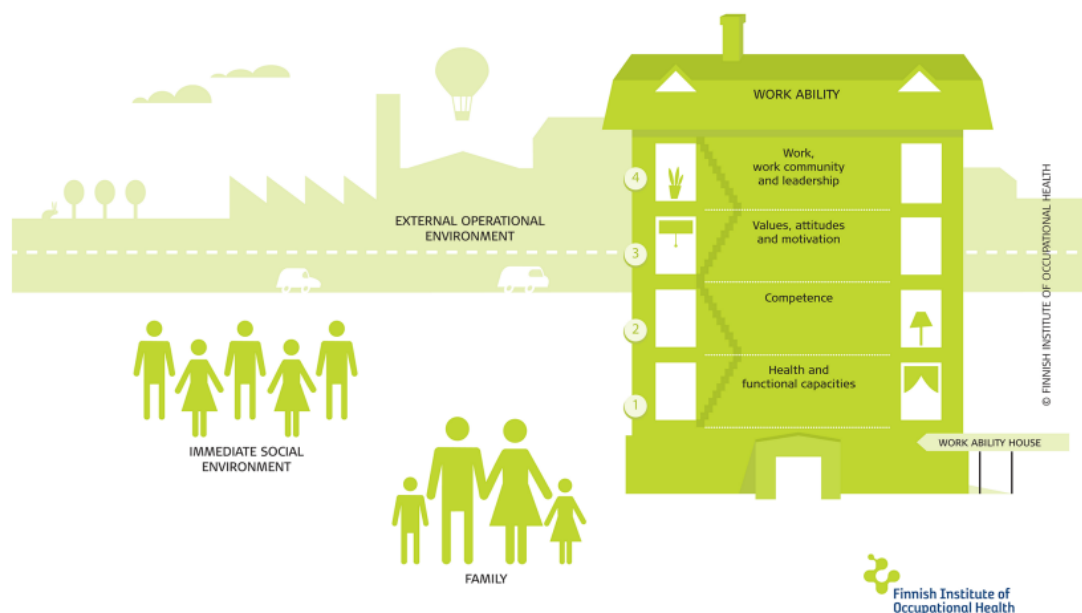 WORK ABILITY
4
Work,
work community
and leadership
3
Values, attitudes
and motivation
2
Competence
1
Health and
functional capacities
EXTERNAL OPERATIONAL
ENVIRONMENT
IMMEDIATE SOCIAL
ENVIRONMENT
FAMILY
WORK ABILITY HOUSE
© FINNISH INSTITUTE OF OCCUPATIONAL HEALTH
Finnish Institute of
Occupational Health